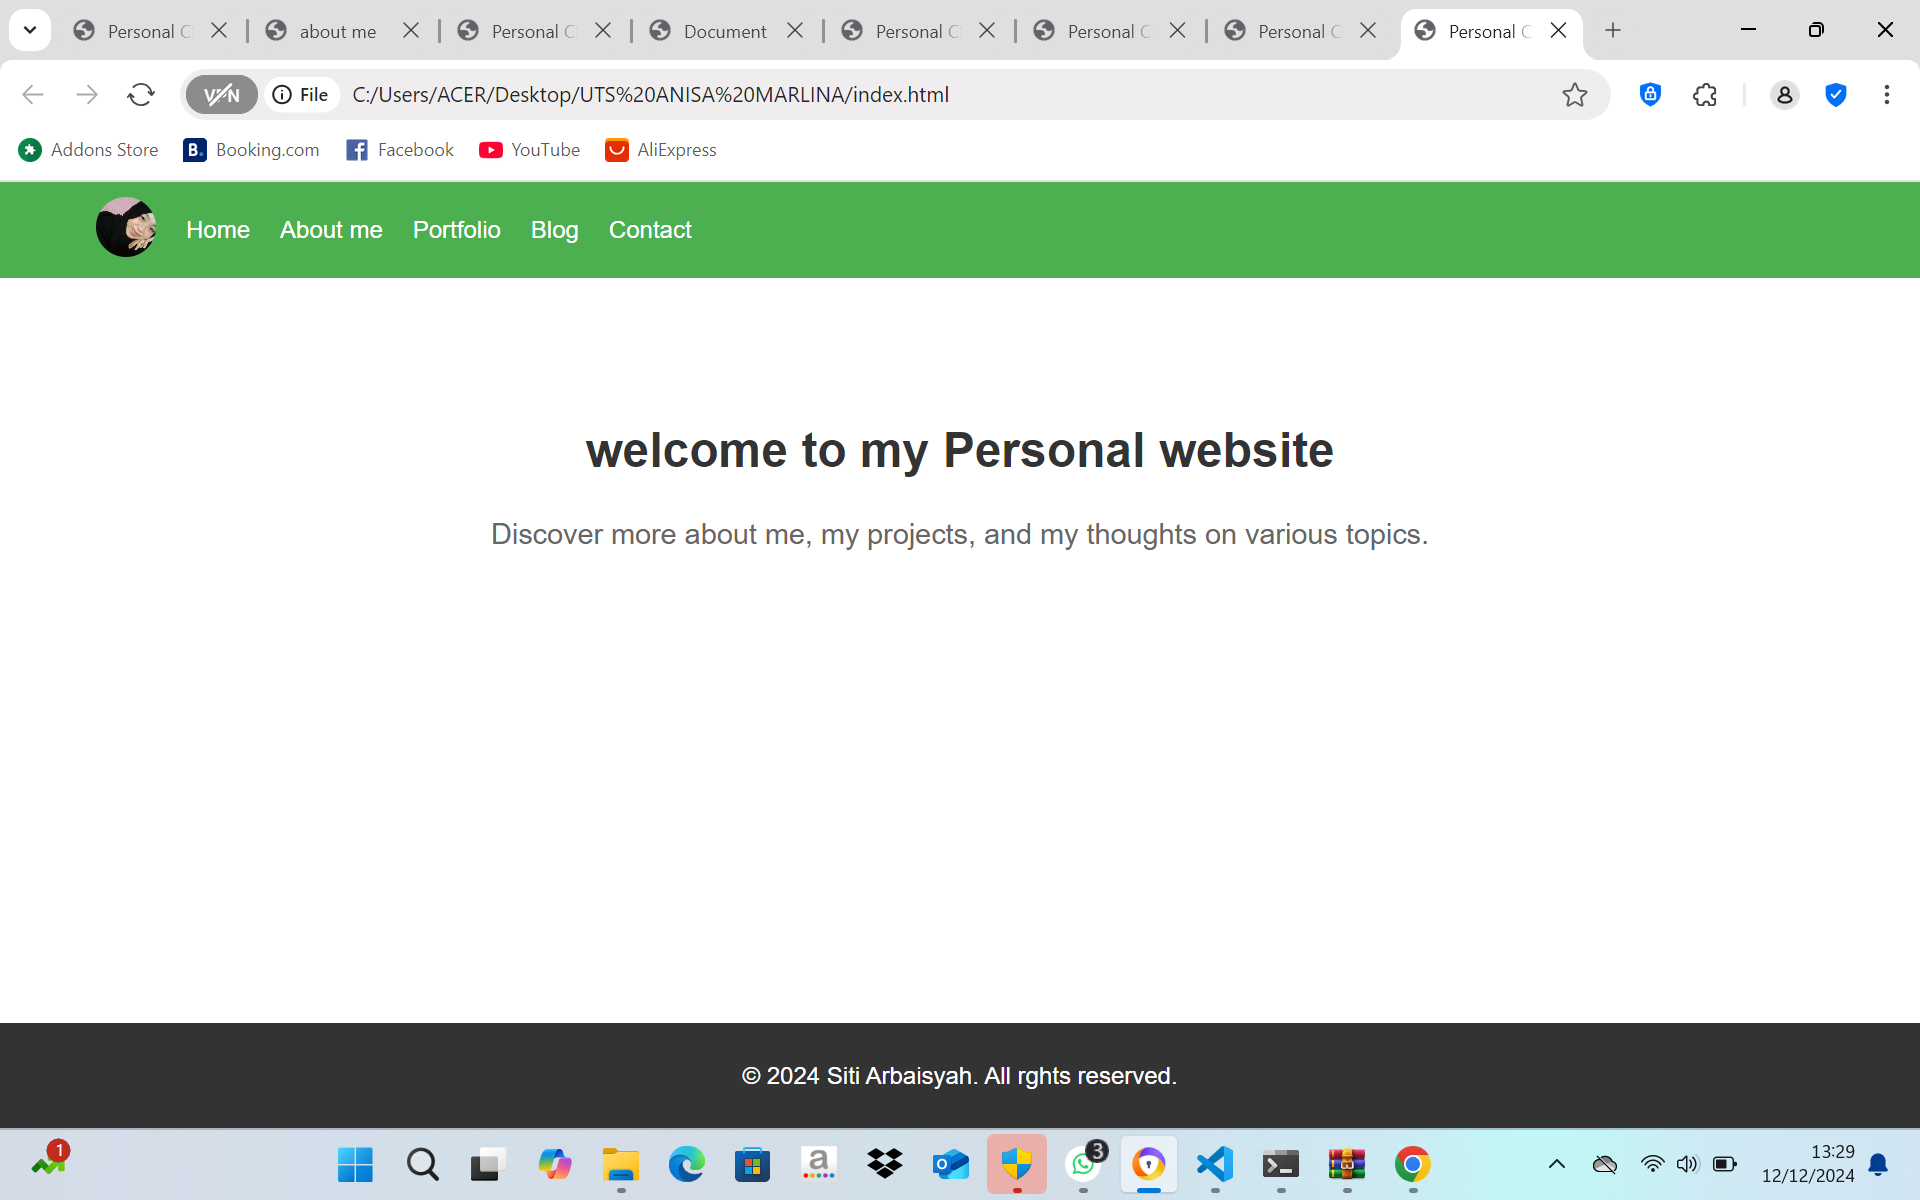 Personal C
about me
Personal C
Document
Personal C
Personal C
Personal C
Personal C
VPN
File
C:/Users/ACER/Desktop/UTS%20ANISA%20MARLINA/index.html
Addons Store
B.
Booking.com
Facebook
YouTube
AliExpress
Home
About me
Portfolio
Blog
Contact
welcome to my Personal website
Discover more about me, my projects, and my thoughts on various topics.
© 2024 Siti Arbaisyah. All rghts reserved.
1
a
3
13:29
12/12/2024